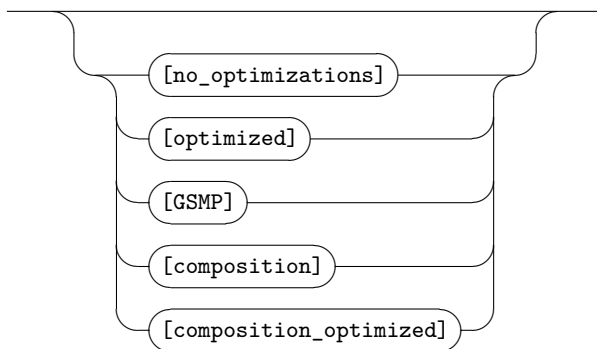 [no_optimizations]
[optimized]
[GSMP]
[composition]
[composition_optimized]